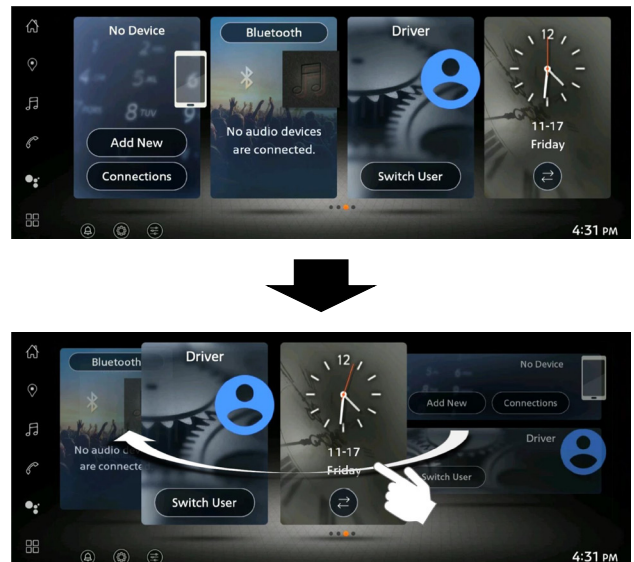 No Device
Add New
Connections
Bluetooth
No audio devices
are connected.
Driver
Switch User
12
11-17
Friday
4:31 PM
Bluetooth
No audio
are connecte
Driver
Switch User
12
11-17
Friday
No Device
Add New
Connections
Driver
Switch User
4:31 PM